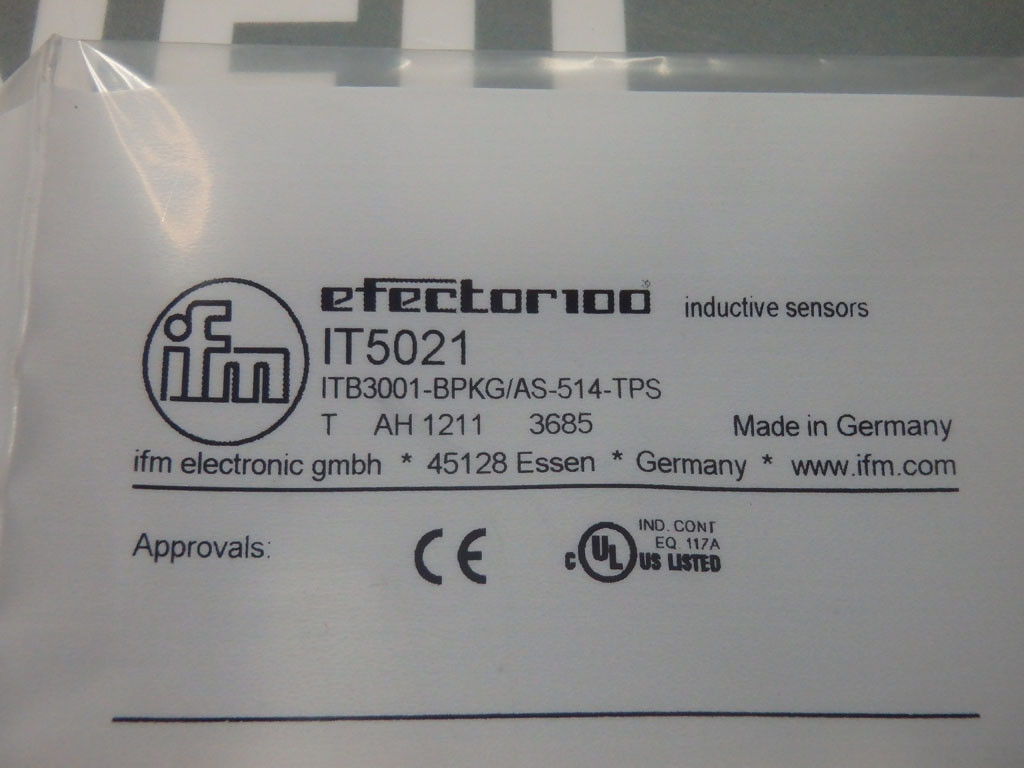 ifm
efector100® inductive sensors
IT5021
ITB3001-BPKG/AS-514-TPS
T AH 1211 3685 Made in Germany
ifm electronic gmbh * 45128 Essen * Germany * www.ifm.com
Approvals: CE
IND. CONT
EQ. 117A
C UL US LISTED